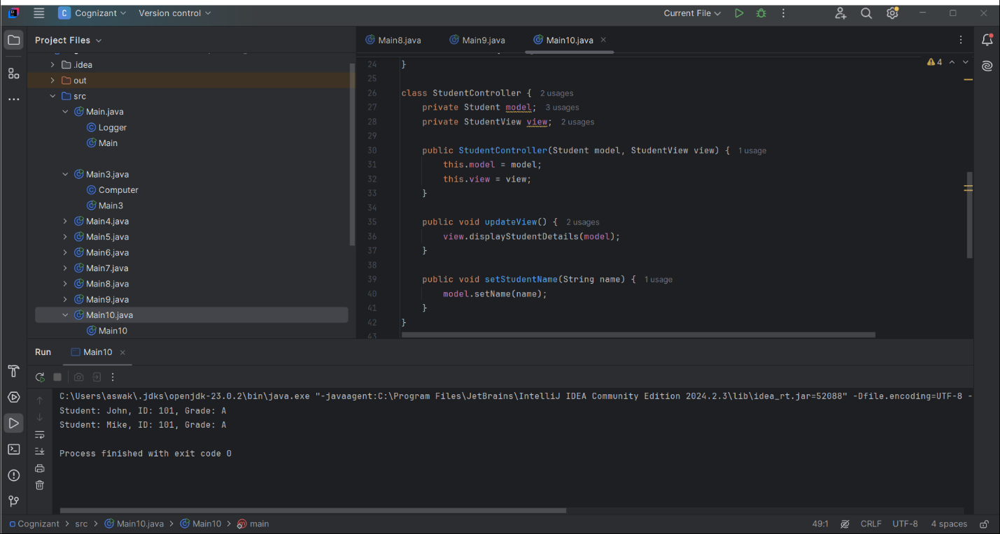 C Cognizant Version control Current File
Project Files
Main8.java Main9.java Main10.java
.idea
out
src
Main.java
Logger
Main
Main3.java
Computer
Main3
Main4.java
Main5.java
Main6.java
Main7.java
Main8.java
Main9.java
Main10.java
Main10
4
24 }
25
26 class StudentController { 2 usages
27 private Student model; 3 usages
28 private StudentView view; 2 usages
29
30 public StudentController(Student model, StudentView view) { 1 usage
31 this.model = model;
32 this.view = view;
33 }
34
35 public void updateView() { 2 usages
36 view.displayStudentDetails(model);
37 }
38
39 public void setStudentName(String name) { 1 usage
40 model.setName(name);
41 }
42 }
43
Run Main10
C:\Users\aswak\.jdks\openjdk-23.0.2\bin\java.exe "-javaagent:C:\Program Files\JetBrains\IntelliJ IDEA Community Edition 2024.2.3\lib\idea_rt.jar=52088" -Dfile.encoding=UTF-8 -
Student: John, ID: 101, Grade: A
Student: Mike, ID: 101, Grade: A
Process finished with exit code 0
Cognizant > src > Main10.java > Main10 > main 49:1 CRLF UTF-8 4 spaces